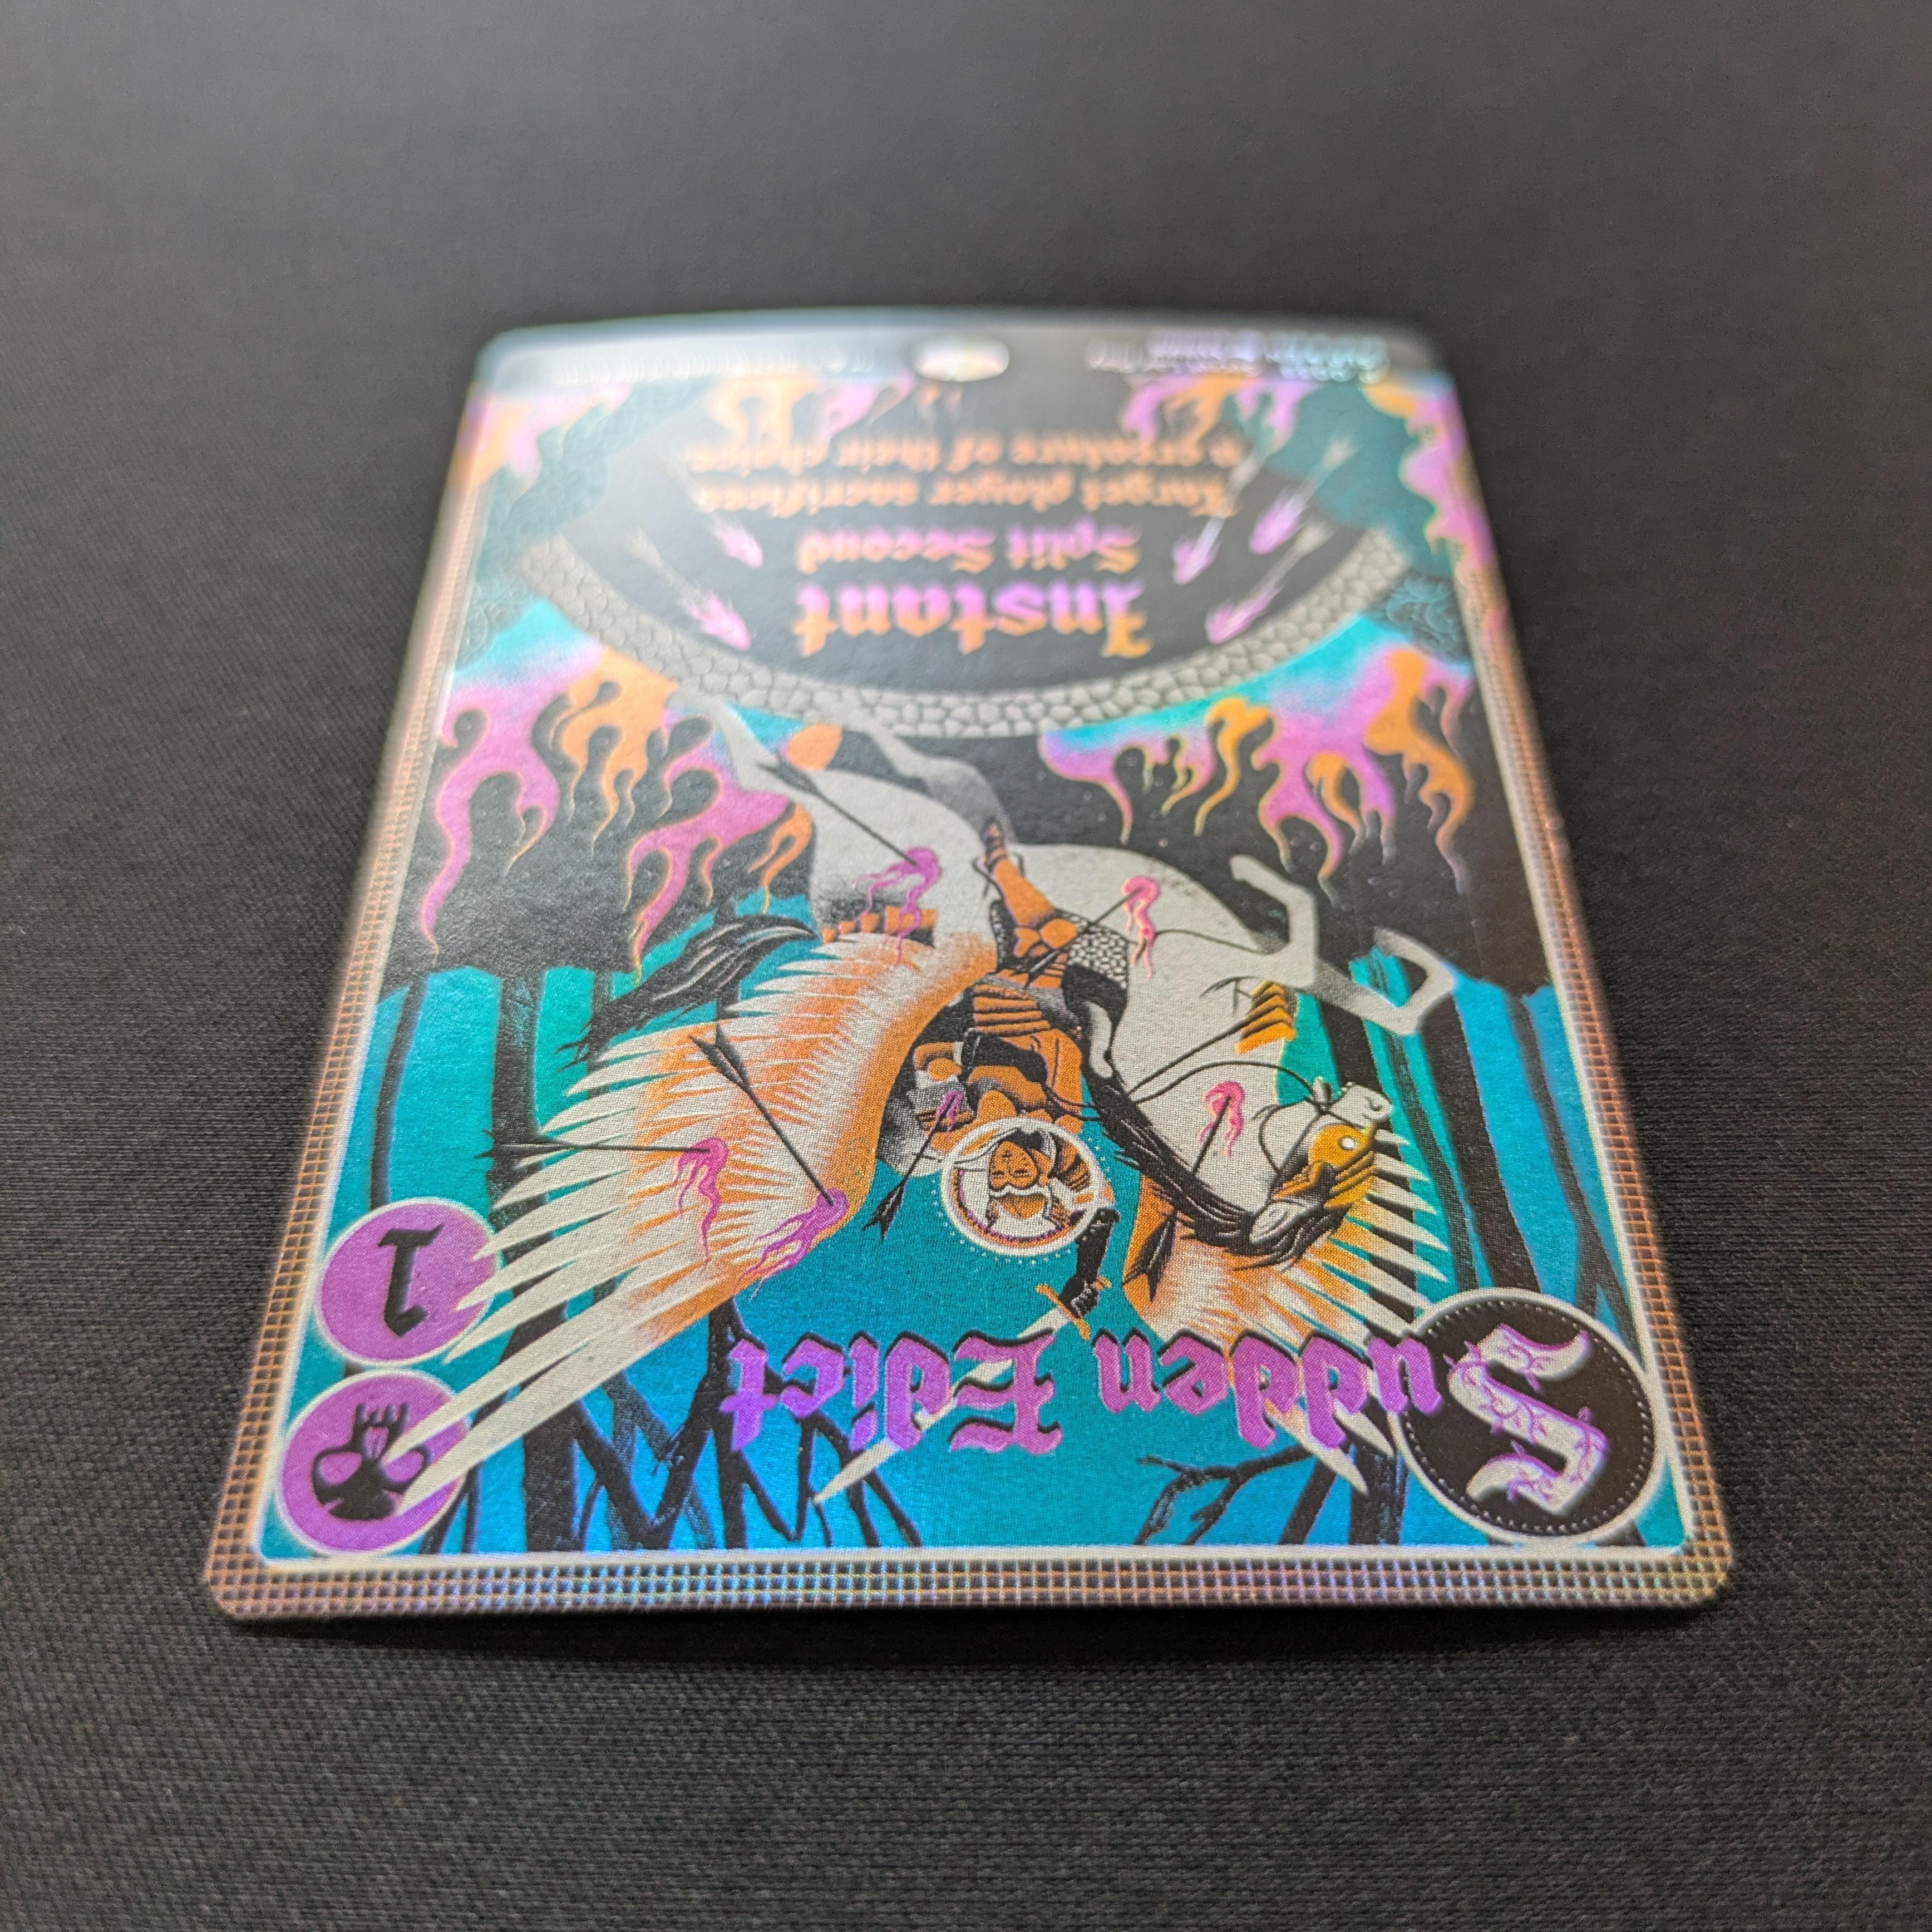 Sudden Edict
1
Instant
Split Second
Target player sacrifices
a creature of their choice.